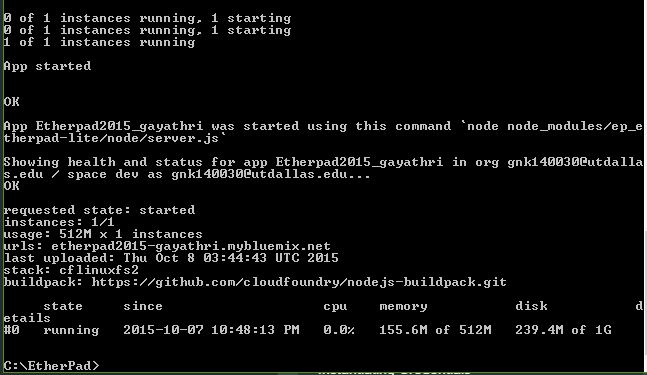 0 of 1 instances running, 1 starting
0 of 1 instances running, 1 starting
1 of 1 instances running
App started
OK
App Etherpad2015_gayathri was started using this command `node node_modules/ep_e
therpad-lite/node/server.js`
Showing health and status for app Etherpad2015_gayathri in org gnk140030@utdalla
s.edu / space dev as gnk140030@utdallas.edu...
OK
requested state: started
instances: 1/1
usage: 512M x 1 instances
urls: etherpad2015-gayathri.mybluemix.net
last uploaded: Thu Oct 8 03:44:43 UTC 2015
stack: cflinuxfs2
buildpack: https://github.com/cloudfoundry/nodejs-buildpack.git
state since cpu memory disk d
etails
#0 running 2015-10-07 10:48:13 PM 0.0% 155.6M of 512M 239.4M of 1G
C:\EtherPad>